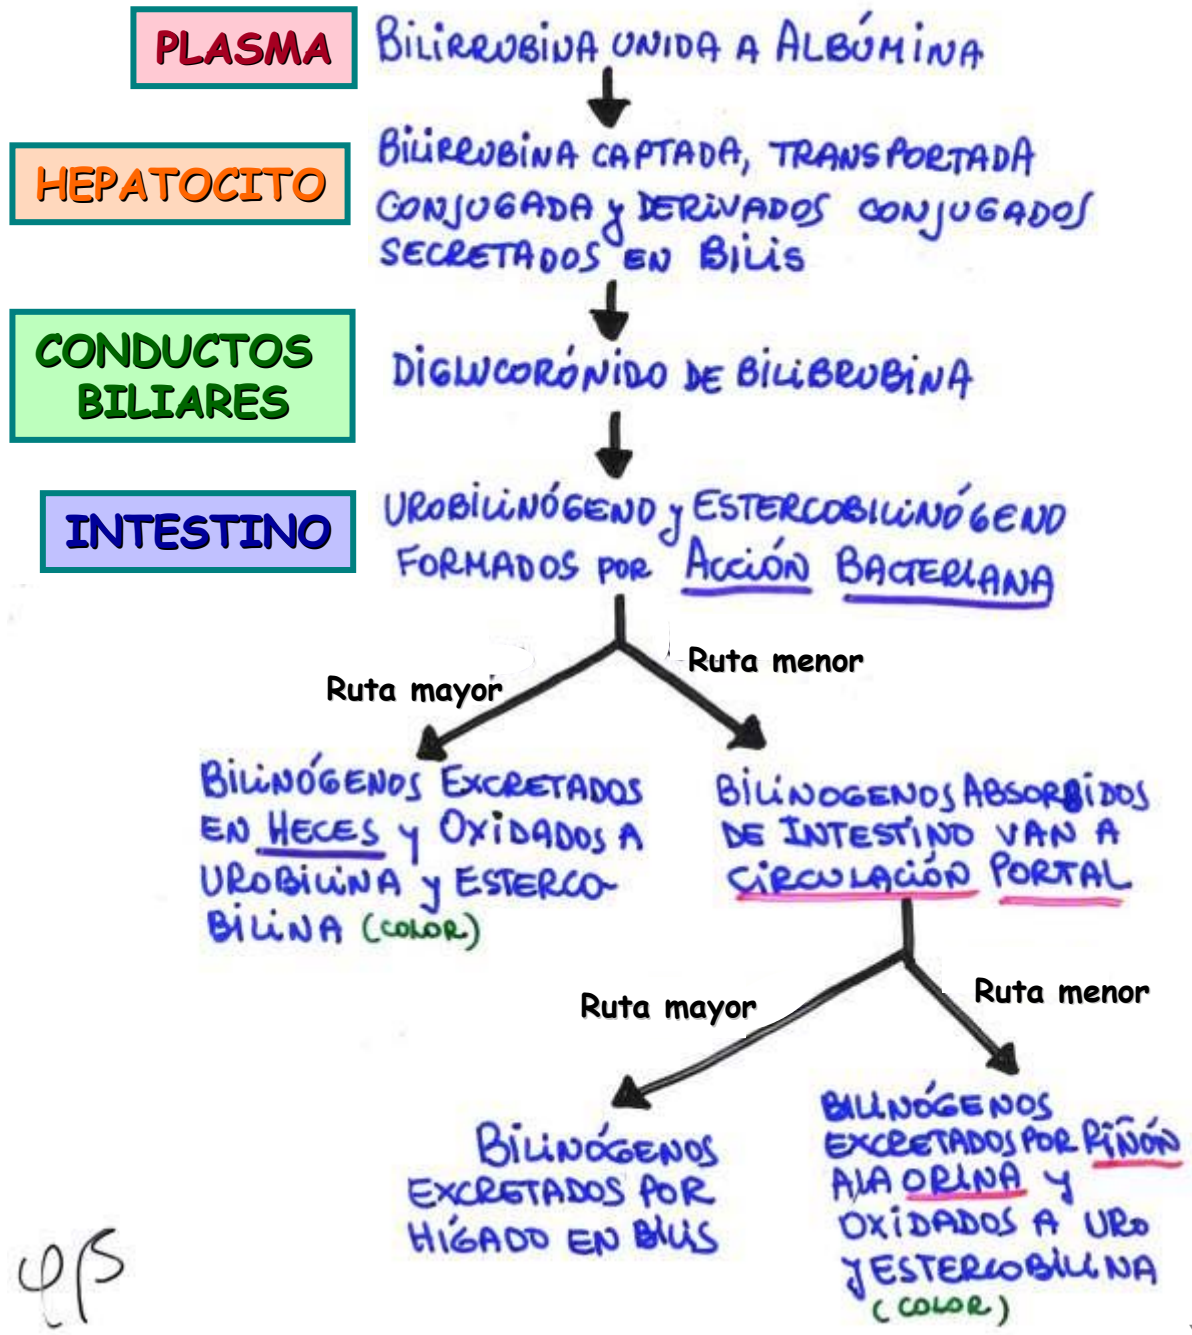 PLASMA
BILIRRUBINA UNIDA A ALBÚMINA
HEPATOCITO
BILIRRUBINA CAPTADA, TRANSPORTADA
CONJUGADA y DERIVADOS CONJUGADOS
SECRETADOS EN BILIS
CONDUCTOS
BILIARES
DIGLUCORÓNIDO DE BILIBRUBINA
INTESTINO
UROBILINÓGENO y ESTERCOBILINÓGENO
FORMADOS POR ACCIÓN BACTERIANA
Ruta mayor
Ruta menor
BILINÓGENOS EXCRETADOS
EN HECES y OXIDADOS A
UROBILINA y ESTERCO-
BILINA (COLOR)
BILINOGENOS ABSORBIDOS
DE INTESTINO VAN A
CIRCULACIÓN PORTAL
Ruta mayor
Ruta menor
BILINÓGENOS
EXCRETADOS POR
HÍGADO EN BILIS
BILINÓGENOS
EXCRETADOS POR RIÑÓN
A LA ORINA y
OXIDADOS A URO
y ESTERCOBILINA
(COLOR)